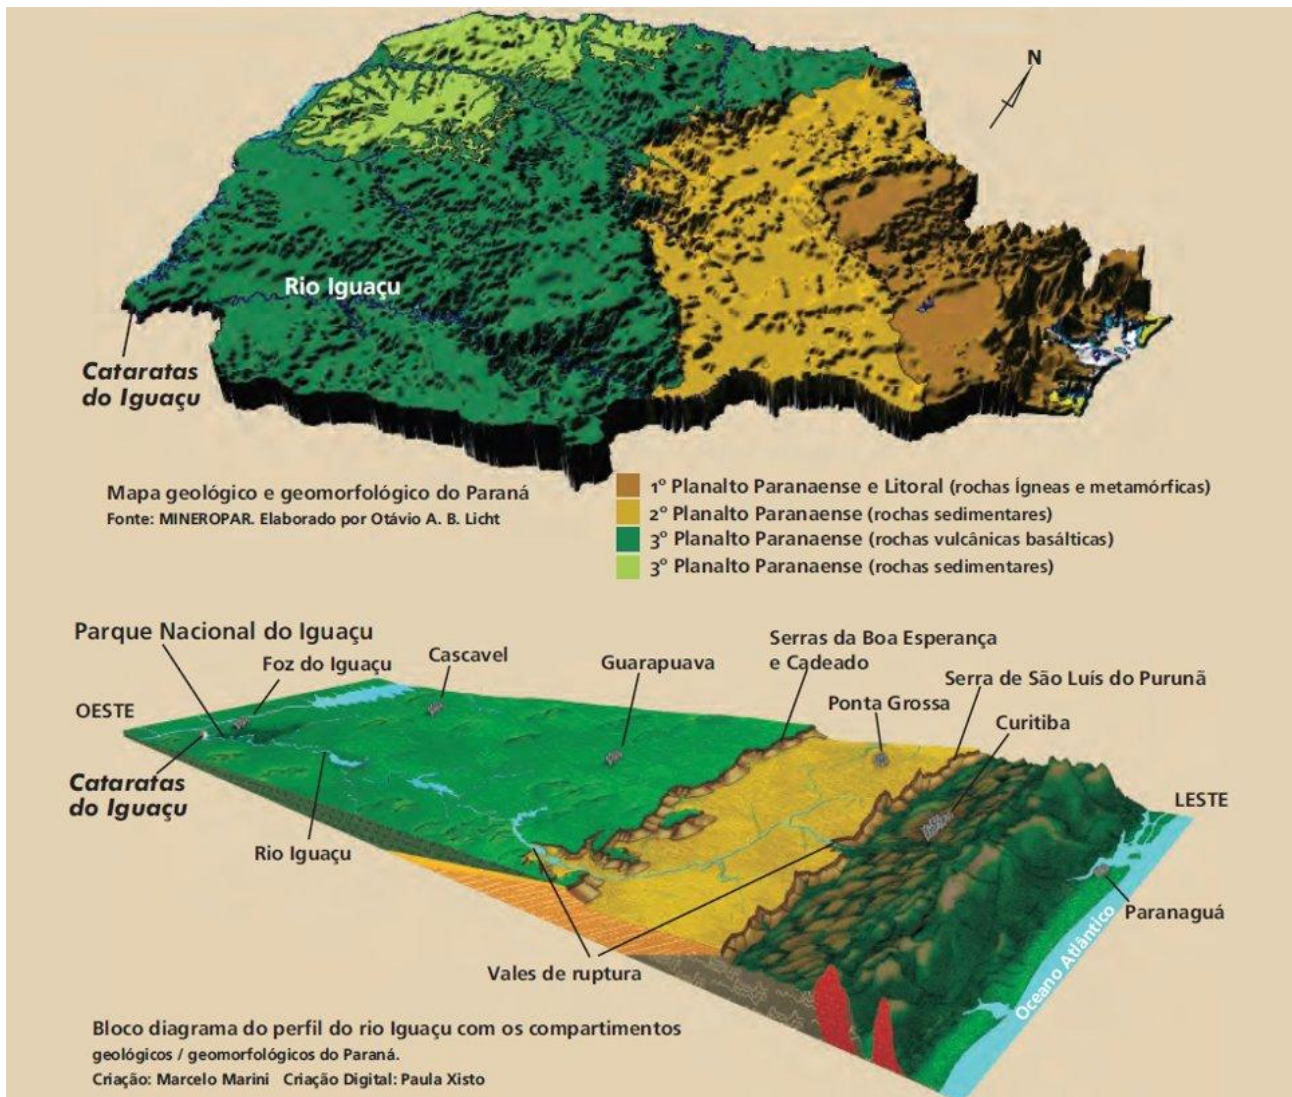 N
Rio Iguaçu
Cataratas
do Iguaçu
Mapa geológico e geomorfológico do Paraná
Fonte: MINEROPAR. Elaborado por Otávio A. B. Licht
1º Planalto Paranaense e Litoral (rochas Ígneas e metamórficas)
2º Planalto Paranaense (rochas sedimentares)
3º Planalto Paranaense (rochas vulcânicas basálticas)
3º Planalto Paranaense (rochas sedimentares)
Parque Nacional do Iguaçu
Foz do Iguaçu
Cascavel
Guarapuava
Serras da Boa Esperança
e Cadeado
Serra de São Luís do Purunã
Ponta Grossa
Curitiba
OESTE
LESTE
Cataratas
do Iguaçu
Rio Iguaçu
Vales de ruptura
Paranaguá
Oceano Atlântico
Bloco diagrama do perfil do rio Iguaçu com os compartimentos
geológicos / geomorfológicos do Paraná.
Criação: Marcelo Marini Criação Digital: Paula Xisto